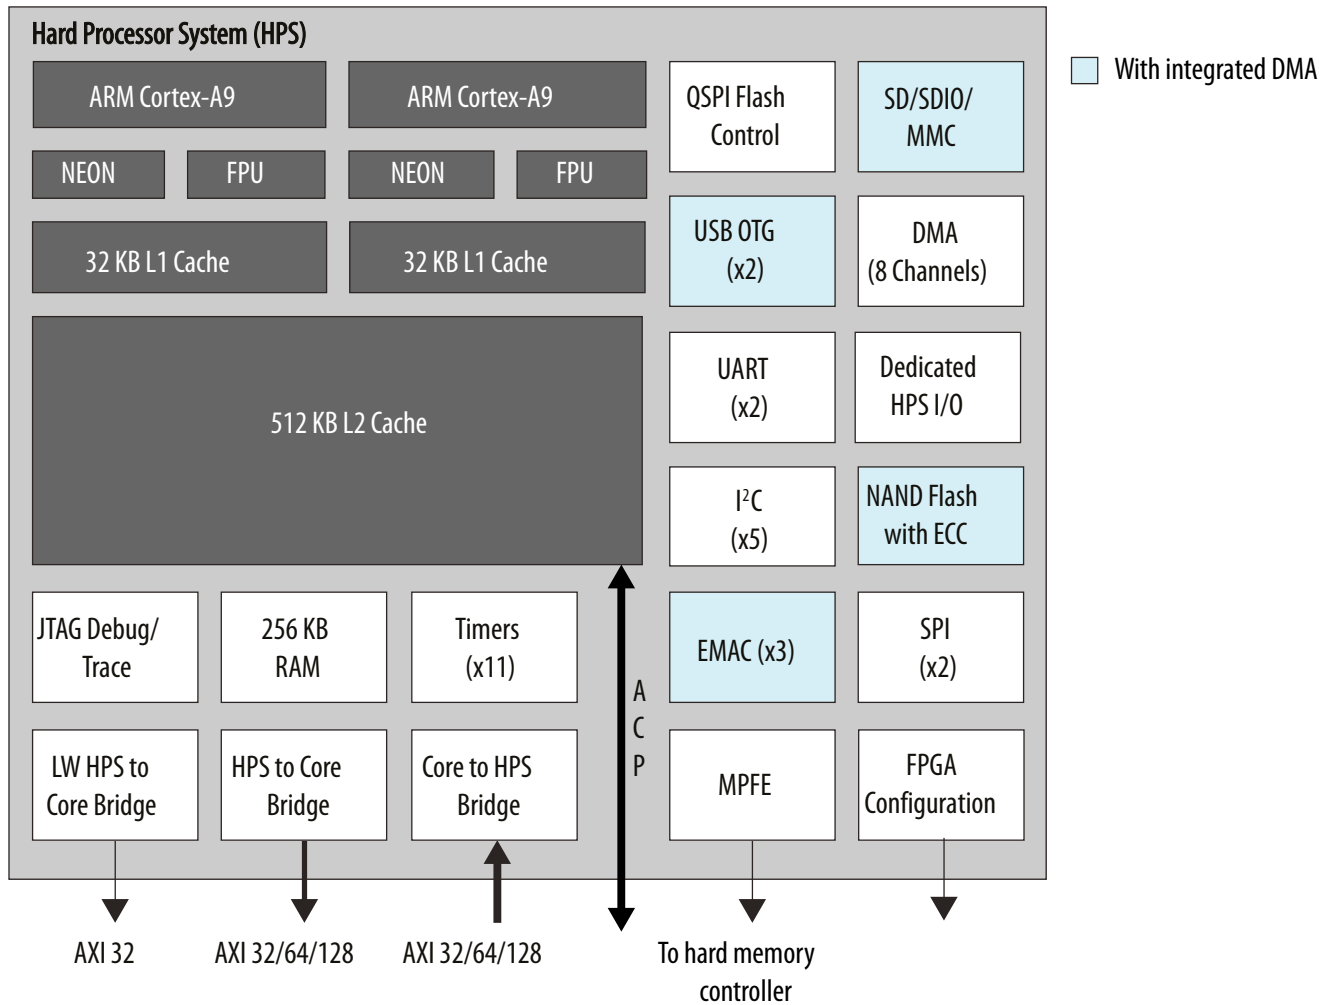 Hard Processor System (HPS)
With integrated DMA
ARM Cortex-A9
ARM Cortex-A9
QSPI Flash
Control
SD/SDIO/
MMC
NEON
FPU
NEON
FPU
32 KB L1 Cache
32 KB L1 Cache
USB OTG
(x2)
DMA
(8 Channels)
512 KB L2 Cache
UART
(x2)
Dedicated
HPS I/O
I²C
(x5)
NAND Flash
with ECC
JTAG Debug/
Trace
256 KB
RAM
Timers
(x11)
A
C
P
EMAC (x3)
SPI
(x2)
LW HPS to
Core Bridge
HPS to Core
Bridge
Core to HPS
Bridge
MPFE
FPGA
Configuration
AXI 32
AXI 32/64/128
AXI 32/64/128
To hard memory
controller